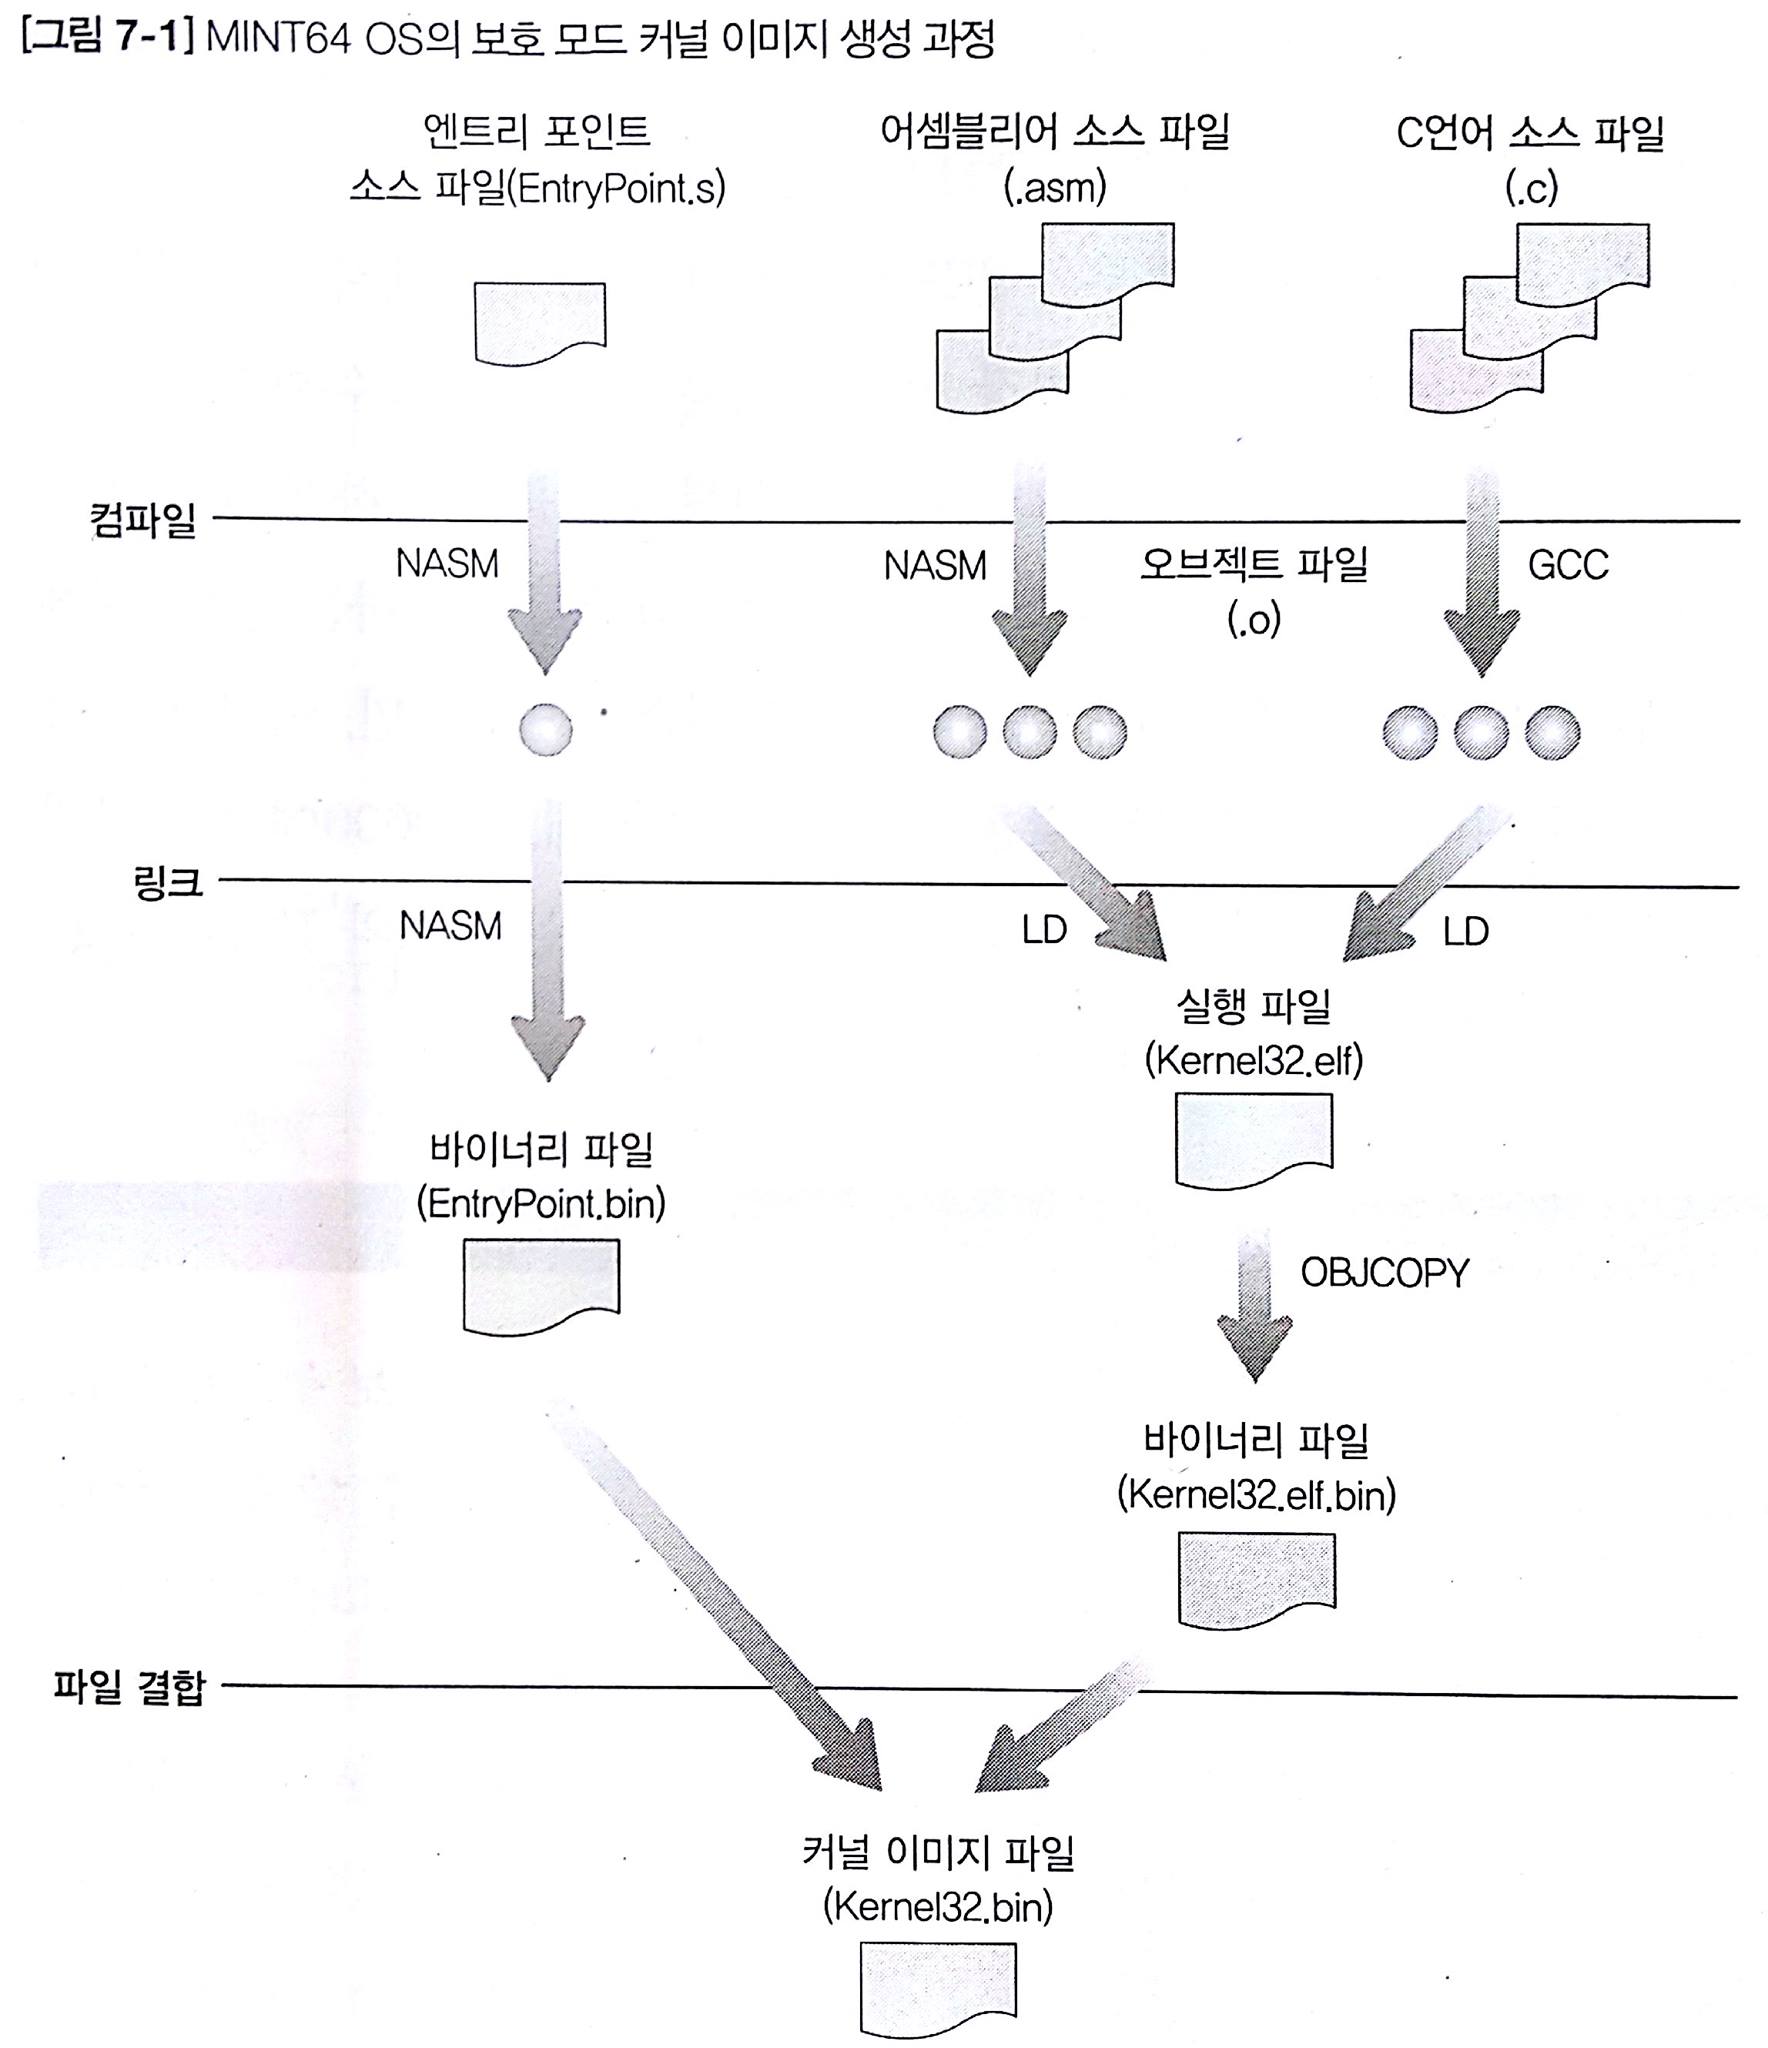 [그림 7-1] MINT64 OS의 보호 모드 커널 이미지 생성 과정
엔트리 포인트
소스 파일(EntryPoint.s)
어셈블리어 소스 파일
(.asm)
C언어 소스 파일
(.c)
컴파일
NASM
NASM
오브젝트 파일
(.o)
GCC
링크
NASM
LD
LD
실행 파일
(Kernel32.elf)
바이너리 파일
(EntryPoint.bin)
OBJCOPY
바이너리 파일
(Kernel32.elf.bin)
파일 결합
커널 이미지 파일
(Kernel32.bin)